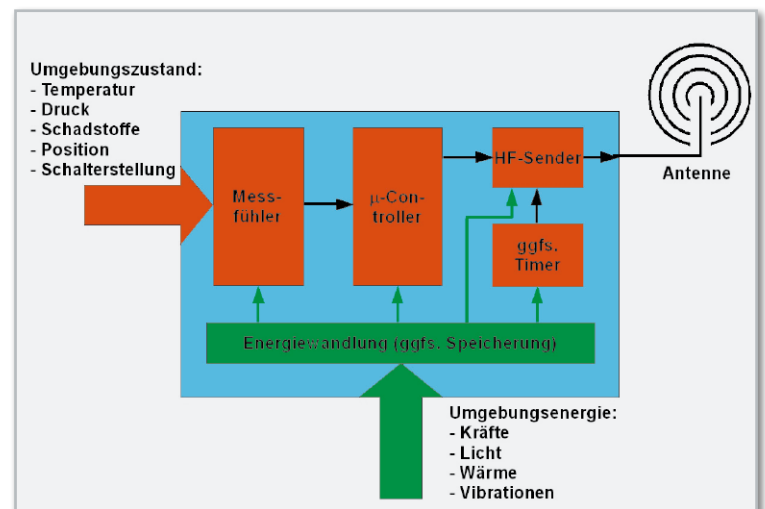 Umgebungszustand:
- Temperatur
- Druck
- Schadstoffe
- Position
- Schalterstellung
Mess-
fühler
μ-Con-
troller
HF-Sender
ggfs.
Timer
Antenne
Energiewandlung (ggfs. Speicherung)
Umgebungsenergie:
- Kräfte
- Licht
- Wärme
- Vibrationen